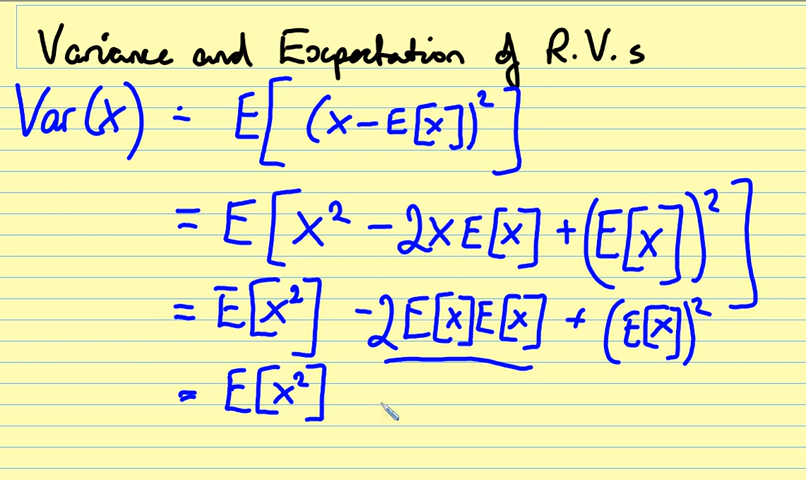 Variance and Expectation of R.V.s
Var(X) = E[(X-E[X])²]
= E[X² - 2XE[X] + (E[X])²]
= E[X²] - 2E[X]E[X] + (E[X])²
= E[X²]